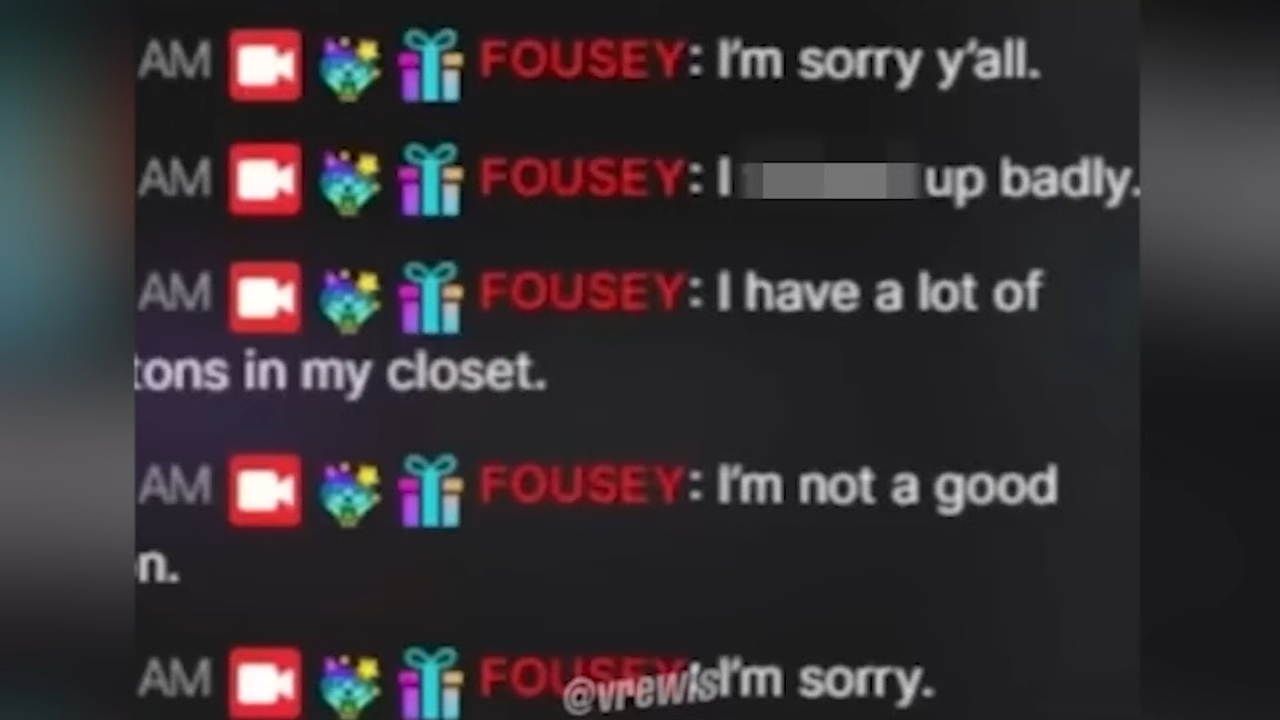 AM FOUSEY: I'm sorry y'all.
AM FOUSEY: I up badly.
AM FOUSEY: I have a lot of
tons in my closet.
AM FOUSEY: I'm not a good
n.
AM FOUSEY: I'm sorry.
@vrewis